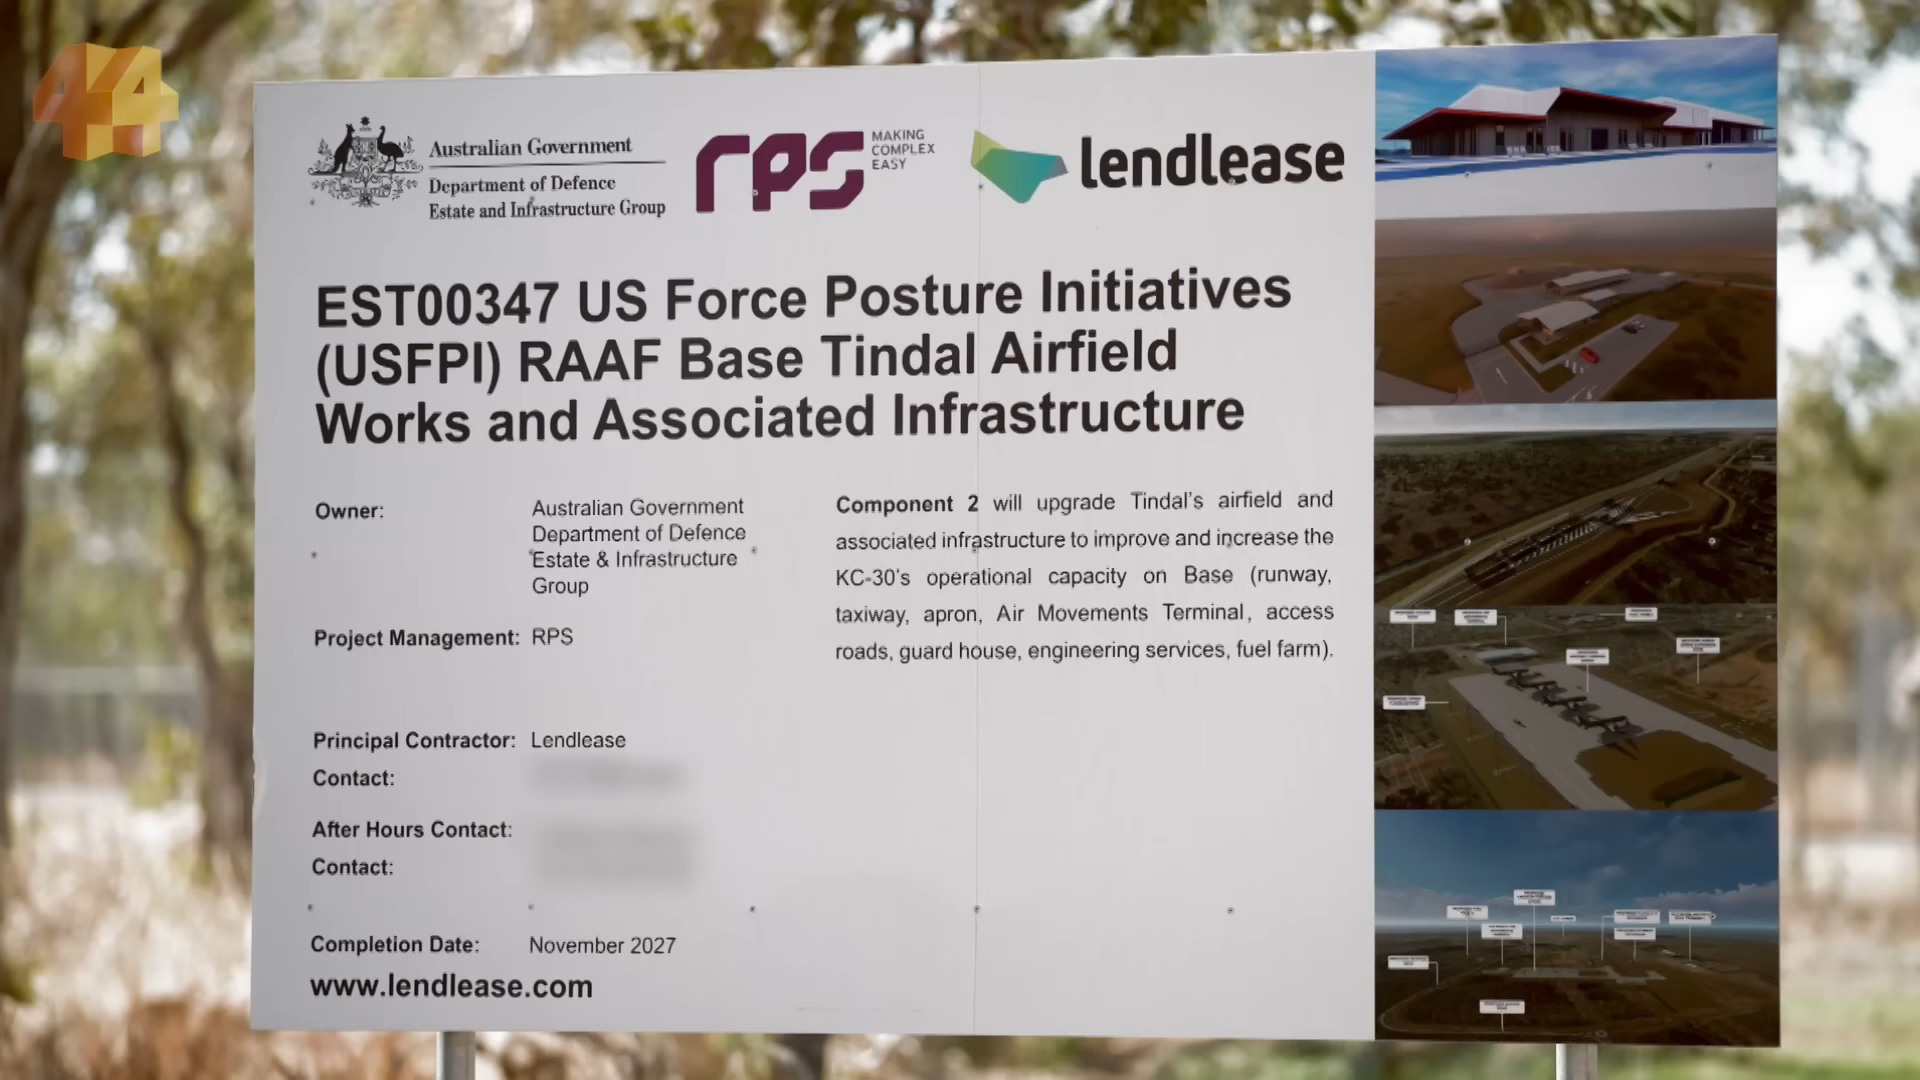 44
Australian Government
Department of Defence
Estate and Infrastructure Group
rps
MAKING
COMPLEX
EASY
lendlease
EST00347 US Force Posture Initiatives
(USFPI) RAAF Base Tindal Airfield
Works and Associated Infrastructure
Owner: Australian Government
Department of Defence
Estate & Infrastructure
Group
Project Management: RPS
Principal Contractor: Lendlease
Contact:
After Hours Contact:
Contact:
Completion Date: November 2027
www.lendlease.com
Component 2 will upgrade Tindal's airfield and
associated infrastructure to improve and increase the
KC-30's operational capacity on Base (runway,
taxiway, apron, Air Movements Terminal, access
roads, guard house, engineering services, fuel farm).